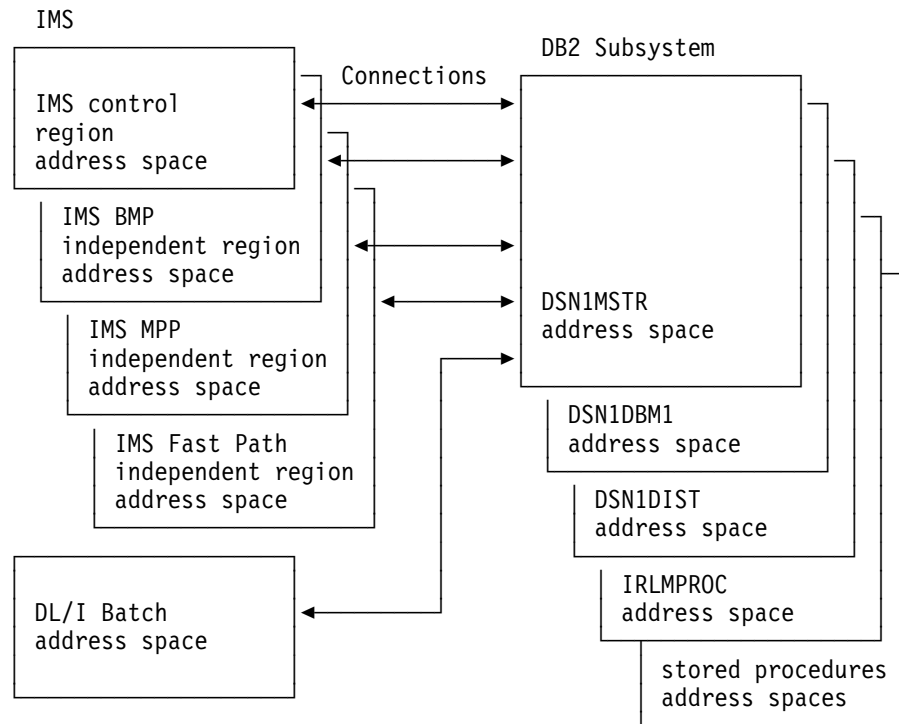 IMS
IMS control
region
address space
IMS BMP
independent region
address space
IMS MPP
independent region
address space
IMS Fast Path
independent region
address space
DL/I Batch
address space
Connections
DB2 Subsystem
DSN1MSTR
address space
DSN1DBM1
address space
DSN1DIST
address space
IRLMPROC
address space
stored procedures
address spaces